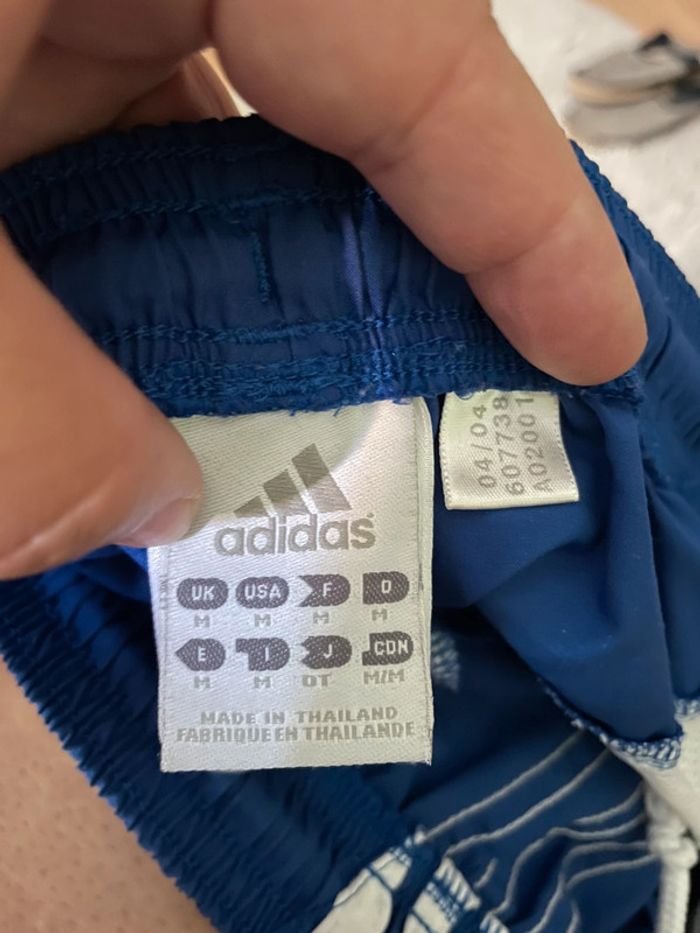 adidas
UK USA F D
M M M M
E I J CDN
M M OT M/M
MADE IN THAILAND
FABRIQUE EN THAILANDE
04/04
607738
A02001